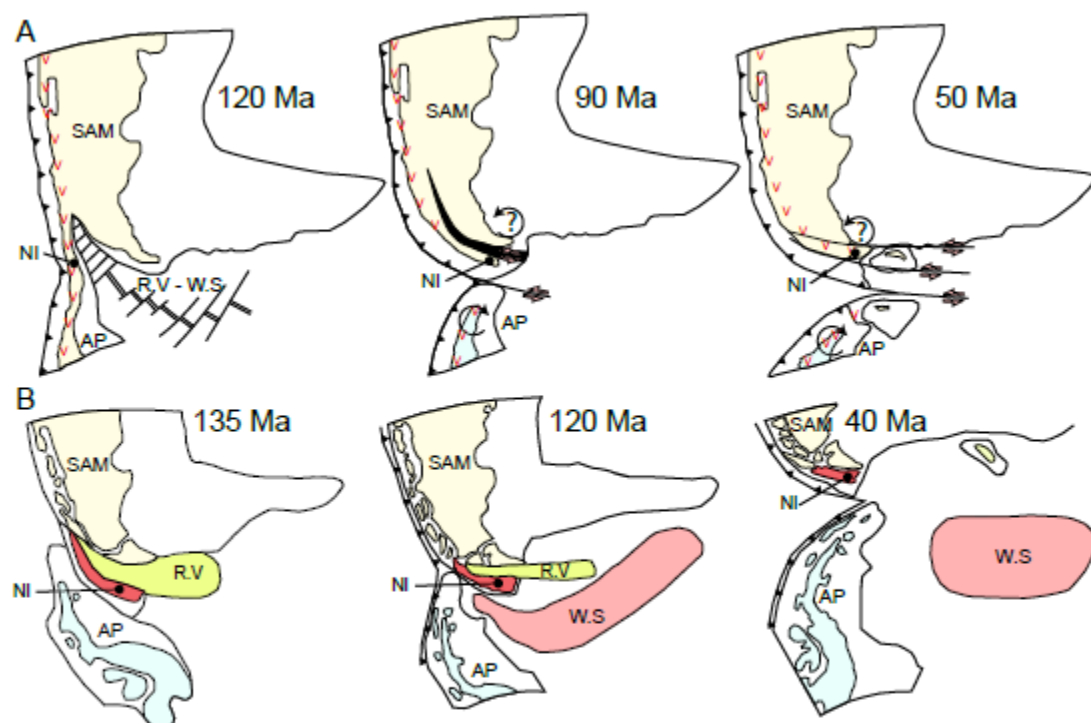 A
120 Ma
90 Ma
50 Ma
SAM
SAM
SAM
?
?
NI
R.V - W.S
NI
NI
AP
AP
AP
B
135 Ma
120 Ma
SAM 40 Ma
SAM
SAM
NI
R.V
R.V
NI
NI
W.S
W.S
AP
AP
AP